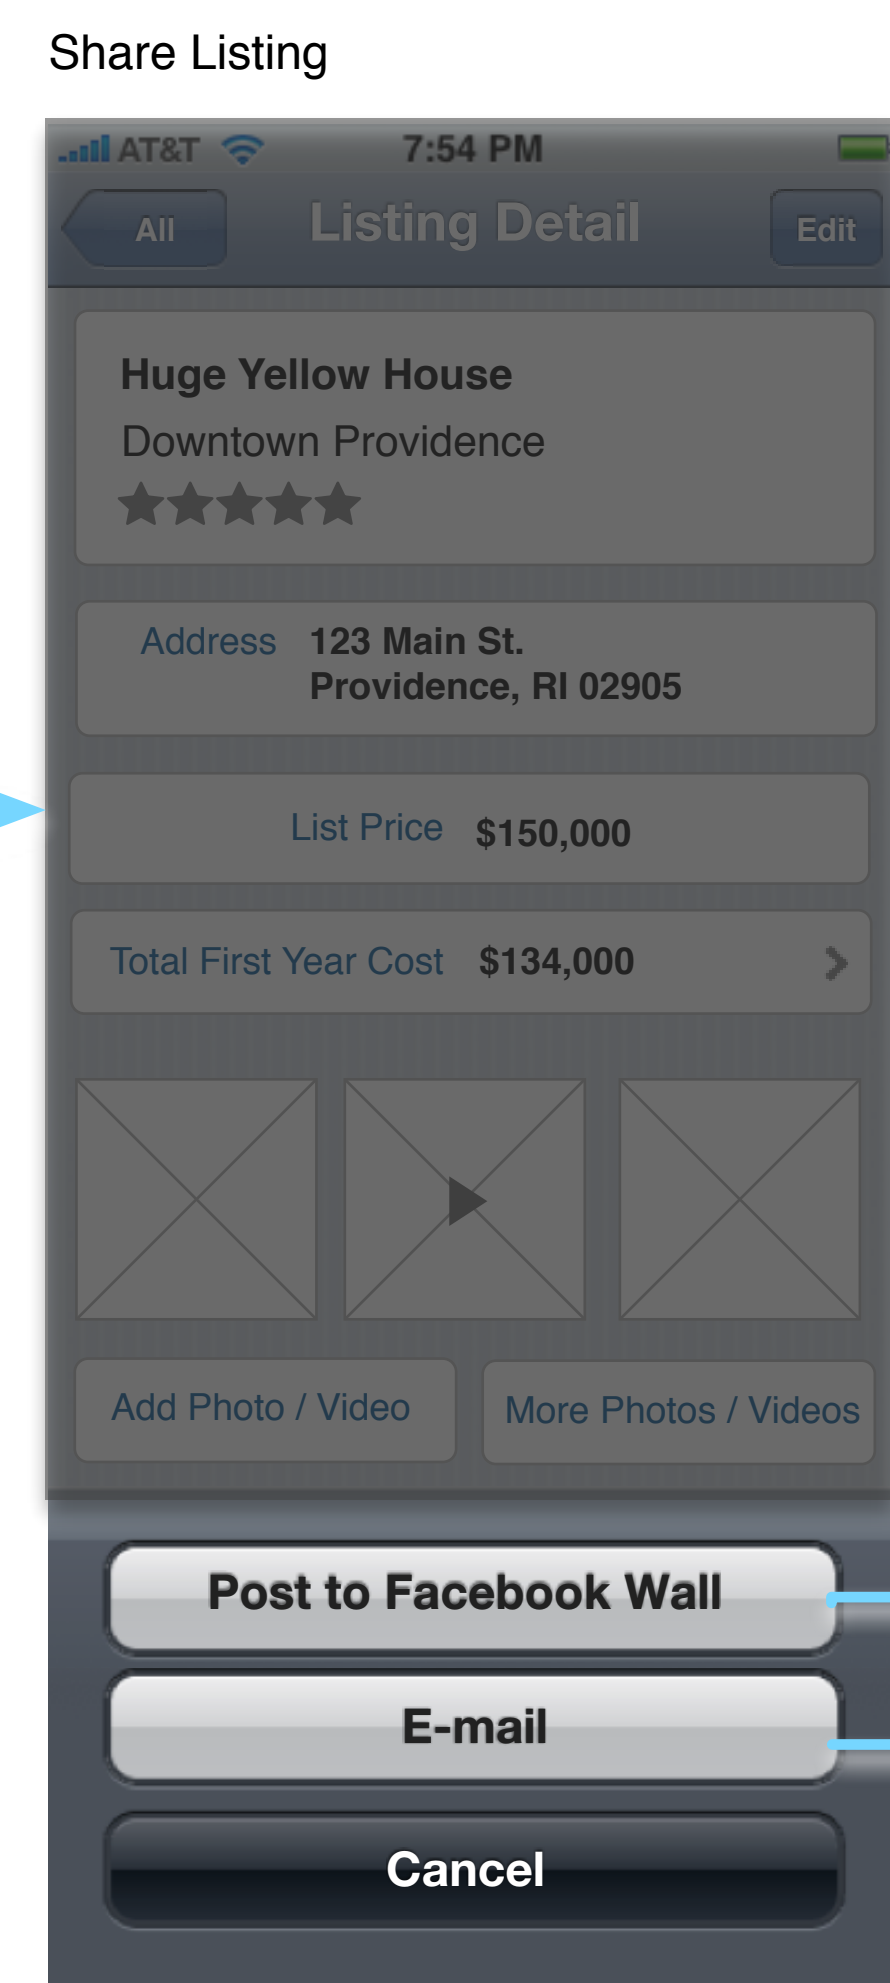 Share Listing
AT&T 7:54 PM
All Listing Detail Edit
Huge Yellow House
Downtown Providence
Address 123 Main St.
Providence, RI 02905
List Price $150,000
Total First Year Cost $134,000
Add Photo / Video More Photos / Videos
Post to Facebook Wall
E-mail
Cancel